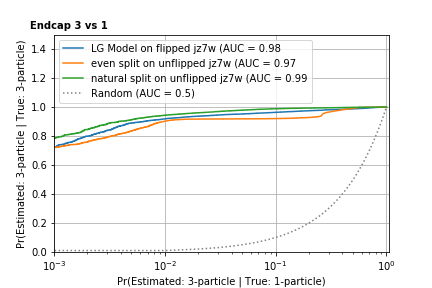 Endcap 3 vs 1
LG Model on flipped jz7w (AUC = 0.98
even split on unflipped jz7w (AUC = 0.97
natural split on unflipped jz7w (AUC = 0.99
Random (AUC = 0.5)
Pr(Estimated: 3-particle | True: 3-particle)
1.4
1.2
1.0
0.8
0.6
0.4
0.2
0.0
10⁻³
10⁻²
10⁻¹
10⁰
Pr(Estimated: 3-particle | True: 1-particle)